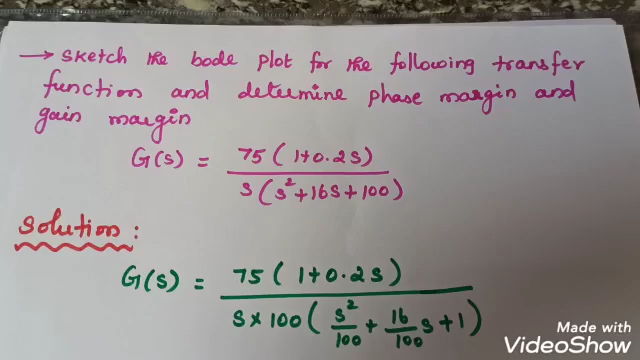 → Sketch the bode plot for the following transfer
function and determine phase margin and
gain margin
G(s) = 75 (1+0.2s) / s (s² + 16s + 100)
Solution :
G(s) = 75 (1+0.2s) / s × 100 ( s²/100 + 16/100 s + 1 )
Made with
VideoShow